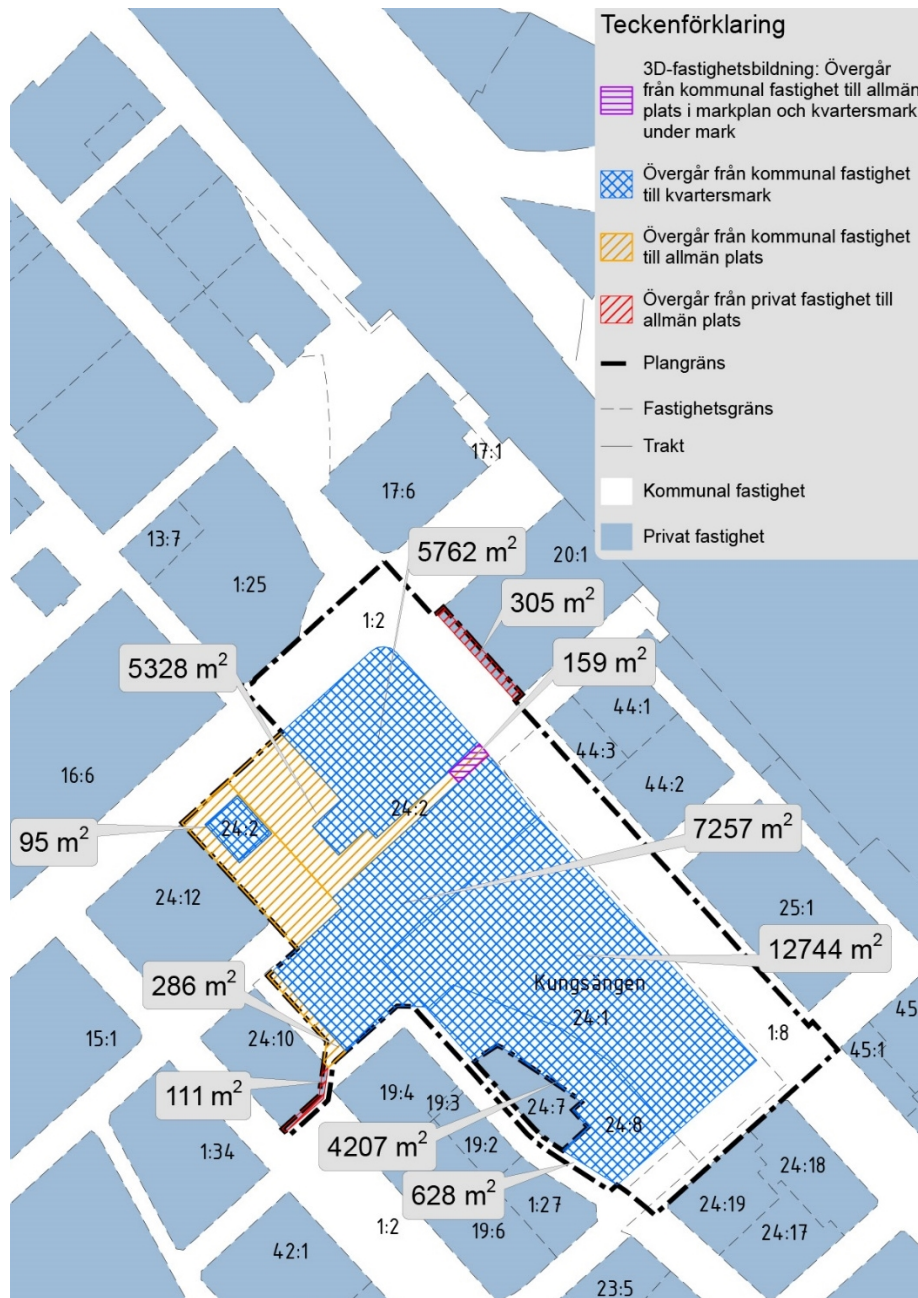 Teckenförklaring
3D-fastighetsbildning: Övergår
från kommunal fastighet till allmän
plats i markplan och kvartersmark
under mark
Övergår från kommunal fastighet
till kvartersmark
Övergår från kommunal fastighet
till allmän plats
Övergår från privat fastighet till
allmän plats
Plangräns
Fastighetsgräns
Trakt
Kommunal fastighet
Privat fastighet
17:1
17:6
13:7
5762 m²
20:1
1:25
305 m²
1:2
5328 m²
159 m²
44:1
44:3
16:6
44:2
24:2
24:2
7257 m²
95 m²
24:12
25:1
12744 m²
286 m²
Kungsängen
24:1
45
1:8
15:1
24:10
45:1
111 m²
19:4
19:3
24:7
4207 m²
24:8
1:34
19:2
24:18
628 m²
24:19
1:27
1:2
19:6
24:17
42:1
23:5